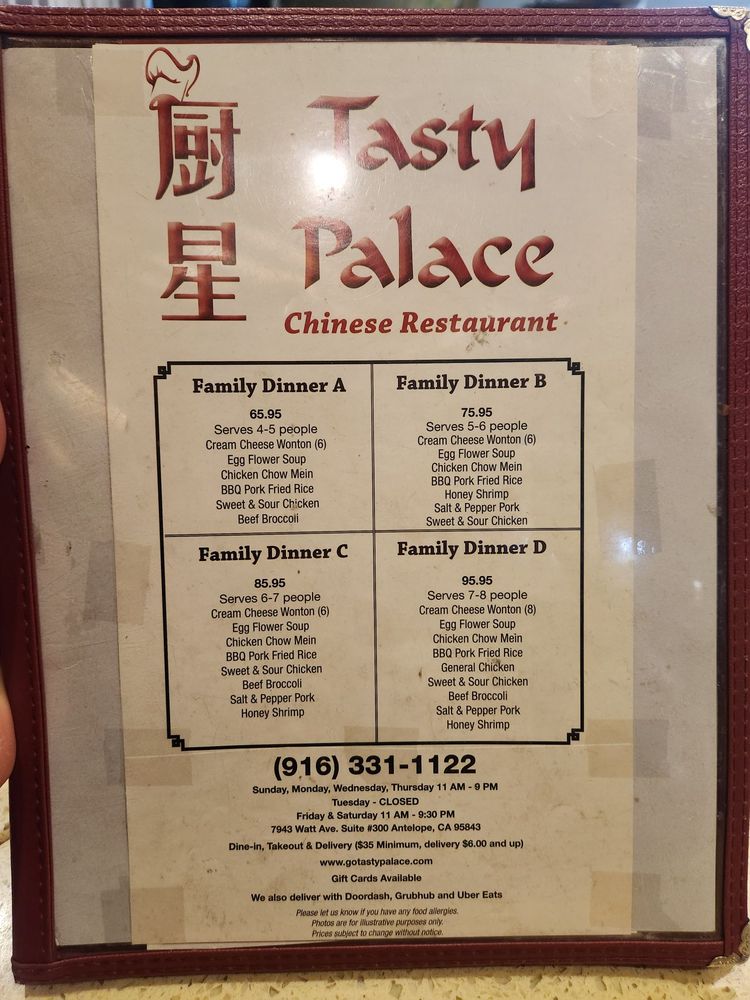 厨星
Tasty
Palace
Chinese Restaurant
Family Dinner A
65.95
Serves 4-5 people
Cream Cheese Wonton (6)
Egg Flower Soup
Chicken Chow Mein
BBQ Pork Fried Rice
Sweet & Sour Chicken
Beef Broccoli
Family Dinner B
75.95
Serves 5-6 people
Cream Cheese Wonton (6)
Egg Flower Soup
Chicken Chow Mein
BBQ Pork Fried Rice
Honey Shrimp
Salt & Pepper Pork
Sweet & Sour Chicken
Family Dinner C
85.95
Serves 6-7 people
Cream Cheese Wonton (6)
Egg Flower Soup
Chicken Chow Mein
BBQ Pork Fried Rice
Sweet & Sour Chicken
Beef Broccoli
Salt & Pepper Pork
Honey Shrimp
Family Dinner D
95.95
Serves 7-8 people
Cream Cheese Wonton (8)
Egg Flower Soup
Chicken Chow Mein
BBQ Pork Fried Rice
General Chicken
Sweet & Sour Chicken
Beef Broccoli
Salt & Pepper Pork
Honey Shrimp
(916) 331-1122
Sunday, Monday, Wednesday, Thursday 11 AM - 9 PM
Tuesday - CLOSED
Friday & Saturday 11 AM - 9:30 PM
7943 Watt Ave. Suite #300 Antelope, CA 95843
Dine-in, Takeout & Delivery ($35 Minimum, delivery $6.00 and up)
www.gotastypalace.com
Gift Cards Available
We also deliver with Doordash, Grubhub and Uber Eats
Please let us know if you have any food allergies.
Photos are for illustrative purposes only.
Prices subject to change without notice.